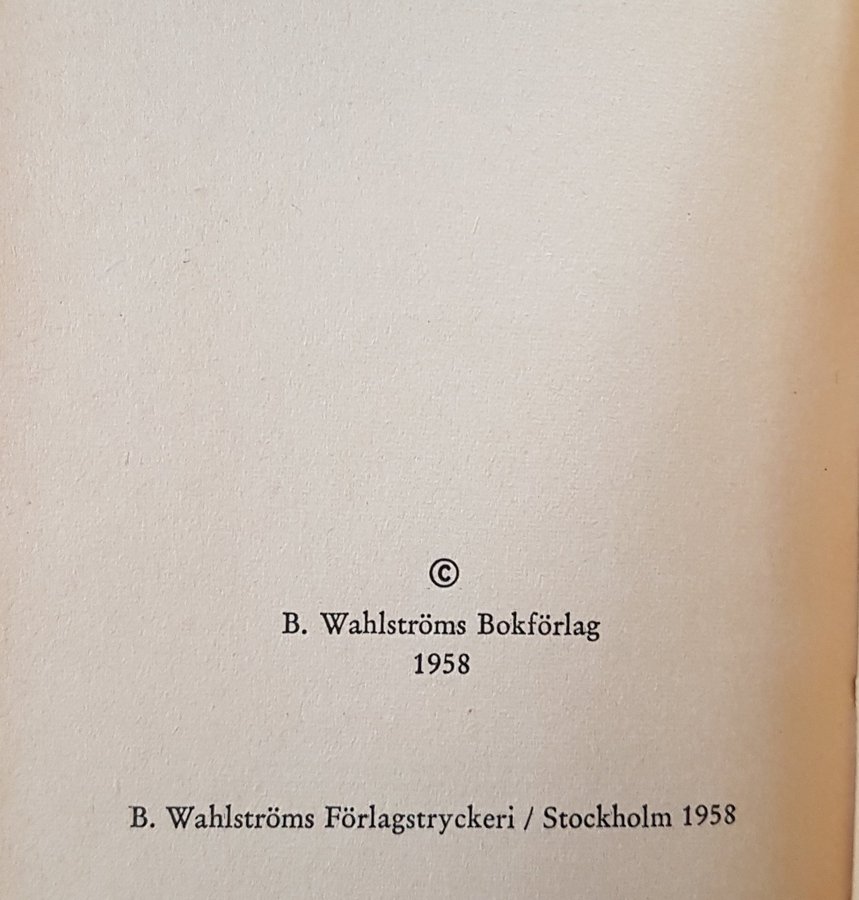 ©
B. Wahlströms Bokförlag
1958
B. Wahlströms Förlagstryckeri / Stockholm 1958